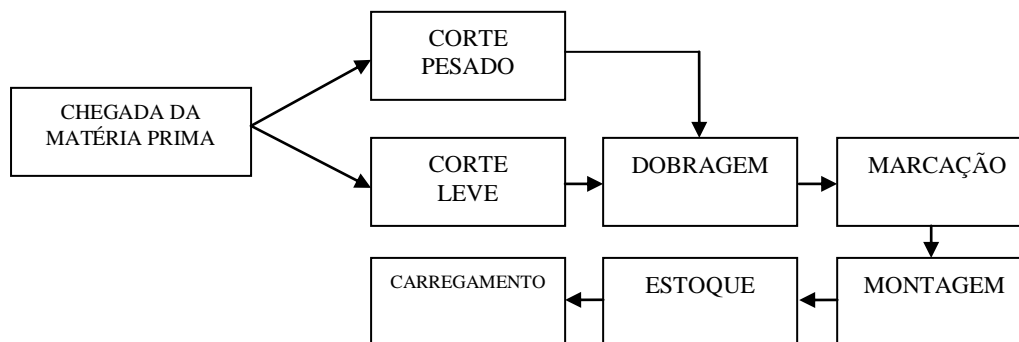 CORTE
PESADO
CHEGADA DA
MATÉRIA PRIMA
CORTE
LEVE
DOBRAGEM
MARCAÇÃO
CARREGAMENTO
ESTOQUE
MONTAGEM